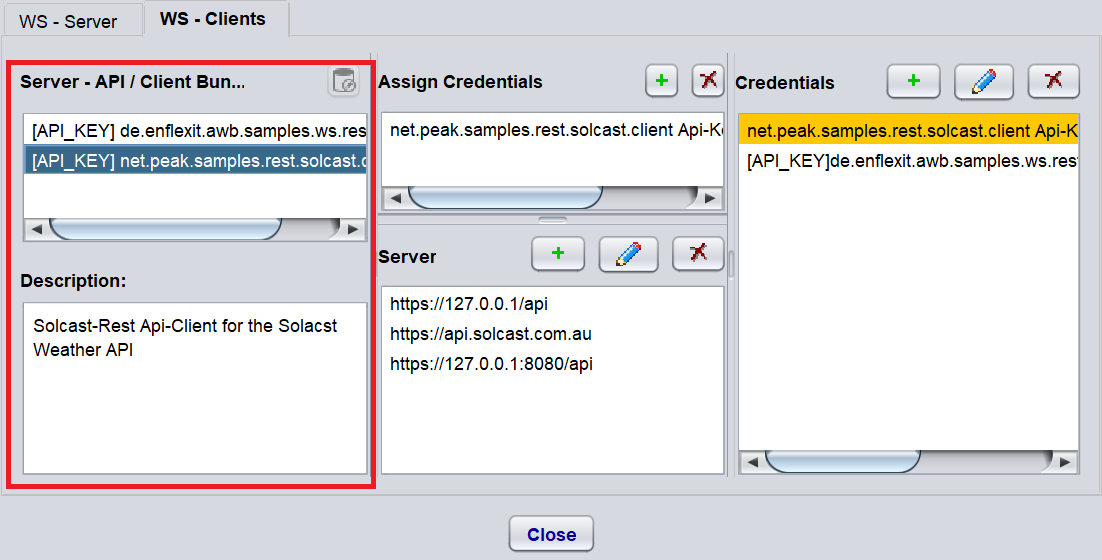 WS - Server
WS - Clients
Server - API / Client Bun...
[API_KEY] de.enflexit.awb.samples.ws.res
[API_KEY] net.peak.samples.rest.solcast.c
Description:
Solcast-Rest Api-Client for the Solacst
Weather API
Assign Credentials
net.peak.samples.rest.solcast.client Api-Ke
Server
https://127.0.0.1/api
https://api.solcast.com.au
https://127.0.0.1:8080/api
Credentials
net.peak.samples.rest.solcast.client Api-K
[API_KEY]de.enflexit.awb.samples.ws.rest
Close